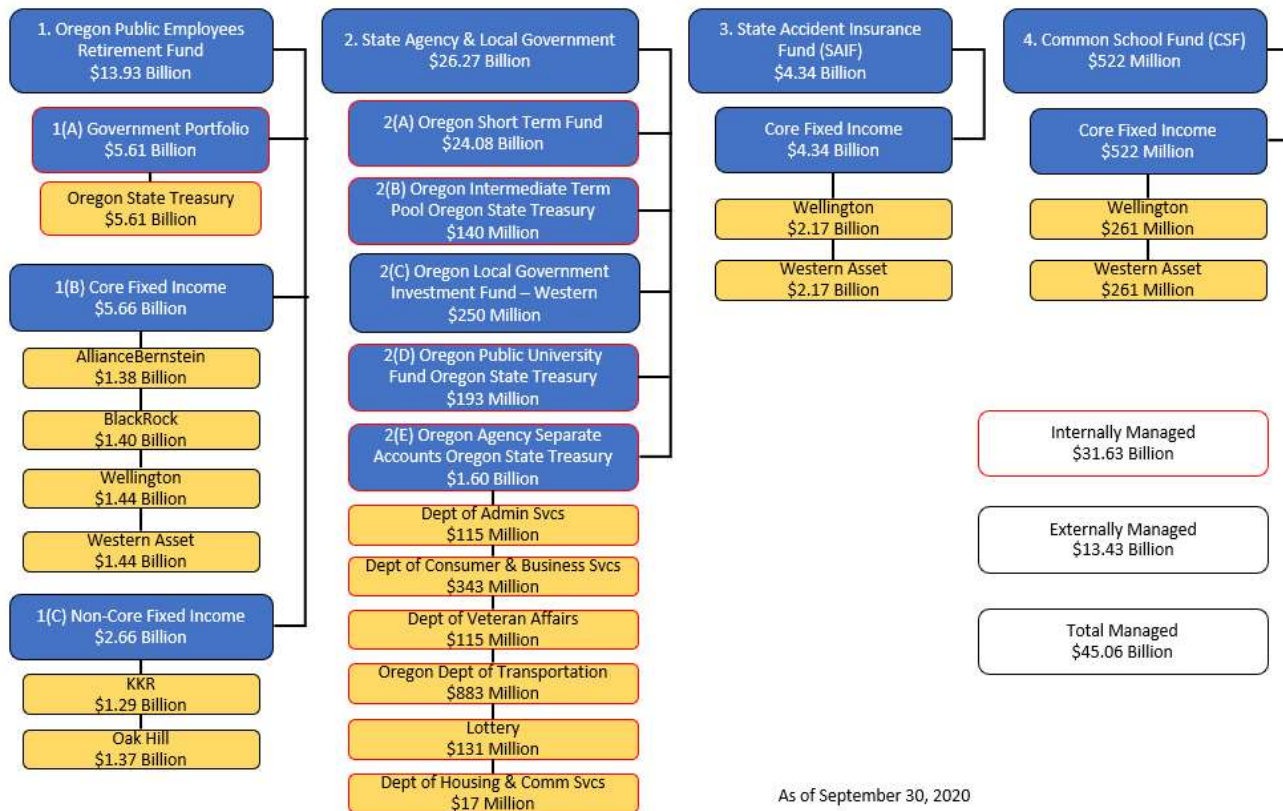 1. Oregon Public Employees
Retirement Fund
$13.93 Billion
1(A) Government Portfolio
$5.61 Billion
Oregon State Treasury
$5.61 Billion
1(B) Core Fixed Income
$5.66 Billion
AllianceBernstein
$1.38 Billion
BlackRock
$1.40 Billion
Wellington
$1.44 Billion
Western Asset
$1.44 Billion
1(C) Non-Core Fixed Income
$2.66 Billion
KKR
$1.29 Billion
Oak Hill
$1.37 Billion
2. State Agency & Local Government
$26.27 Billion
2(A) Oregon Short Term Fund
$24.08 Billion
2(B) Oregon Intermediate Term
Pool Oregon State Treasury
$140 Million
2(C) Oregon Local Government
Investment Fund – Western
$250 Million
2(D) Oregon Public University
Fund Oregon State Treasury
$193 Million
2(E) Oregon Agency Separate
Accounts Oregon State Treasury
$1.60 Billion
Dept of Admin Svcs
$115 Million
Dept of Consumer & Business Svcs
$343 Million
Dept of Veteran Affairs
$115 Million
Oregon Dept of Transportation
$883 Million
Lottery
$131 Million
Dept of Housing & Comm Svcs
$17 Million
3. State Accident Insurance
Fund (SAIF)
$4.34 Billion
Core Fixed Income
$4.34 Billion
Wellington
$2.17 Billion
Western Asset
$2.17 Billion
4. Common School Fund (CSF)
$522 Million
Core Fixed Income
$522 Million
Wellington
$261 Million
Western Asset
$261 Million
Internally Managed
$31.63 Billion
Externally Managed
$13.43 Billion
Total Managed
$45.06 Billion
As of September 30, 2020